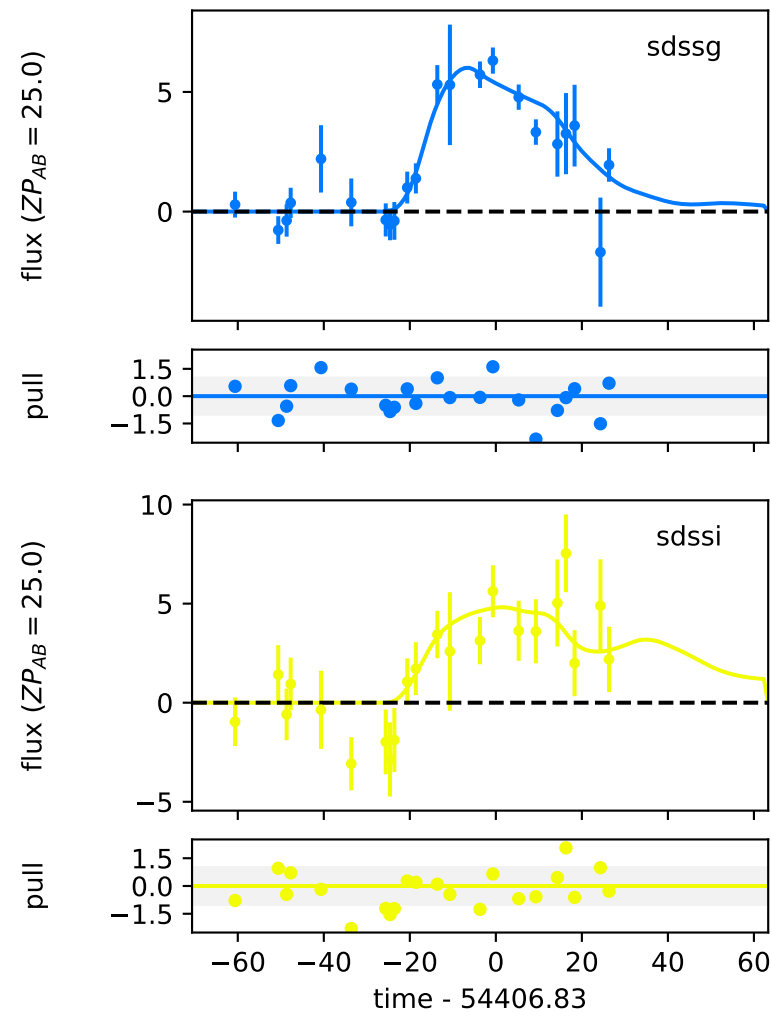 sdssg
flux (ZP_AB = 25.0)
5
0
pull
1.5
0.0
−1.5
sdssi
flux (ZP_AB = 25.0)
10
5
0
−5
pull
1.5
0.0
−1.5
−60 −40 −20 0 20 40 60
time - 54406.83